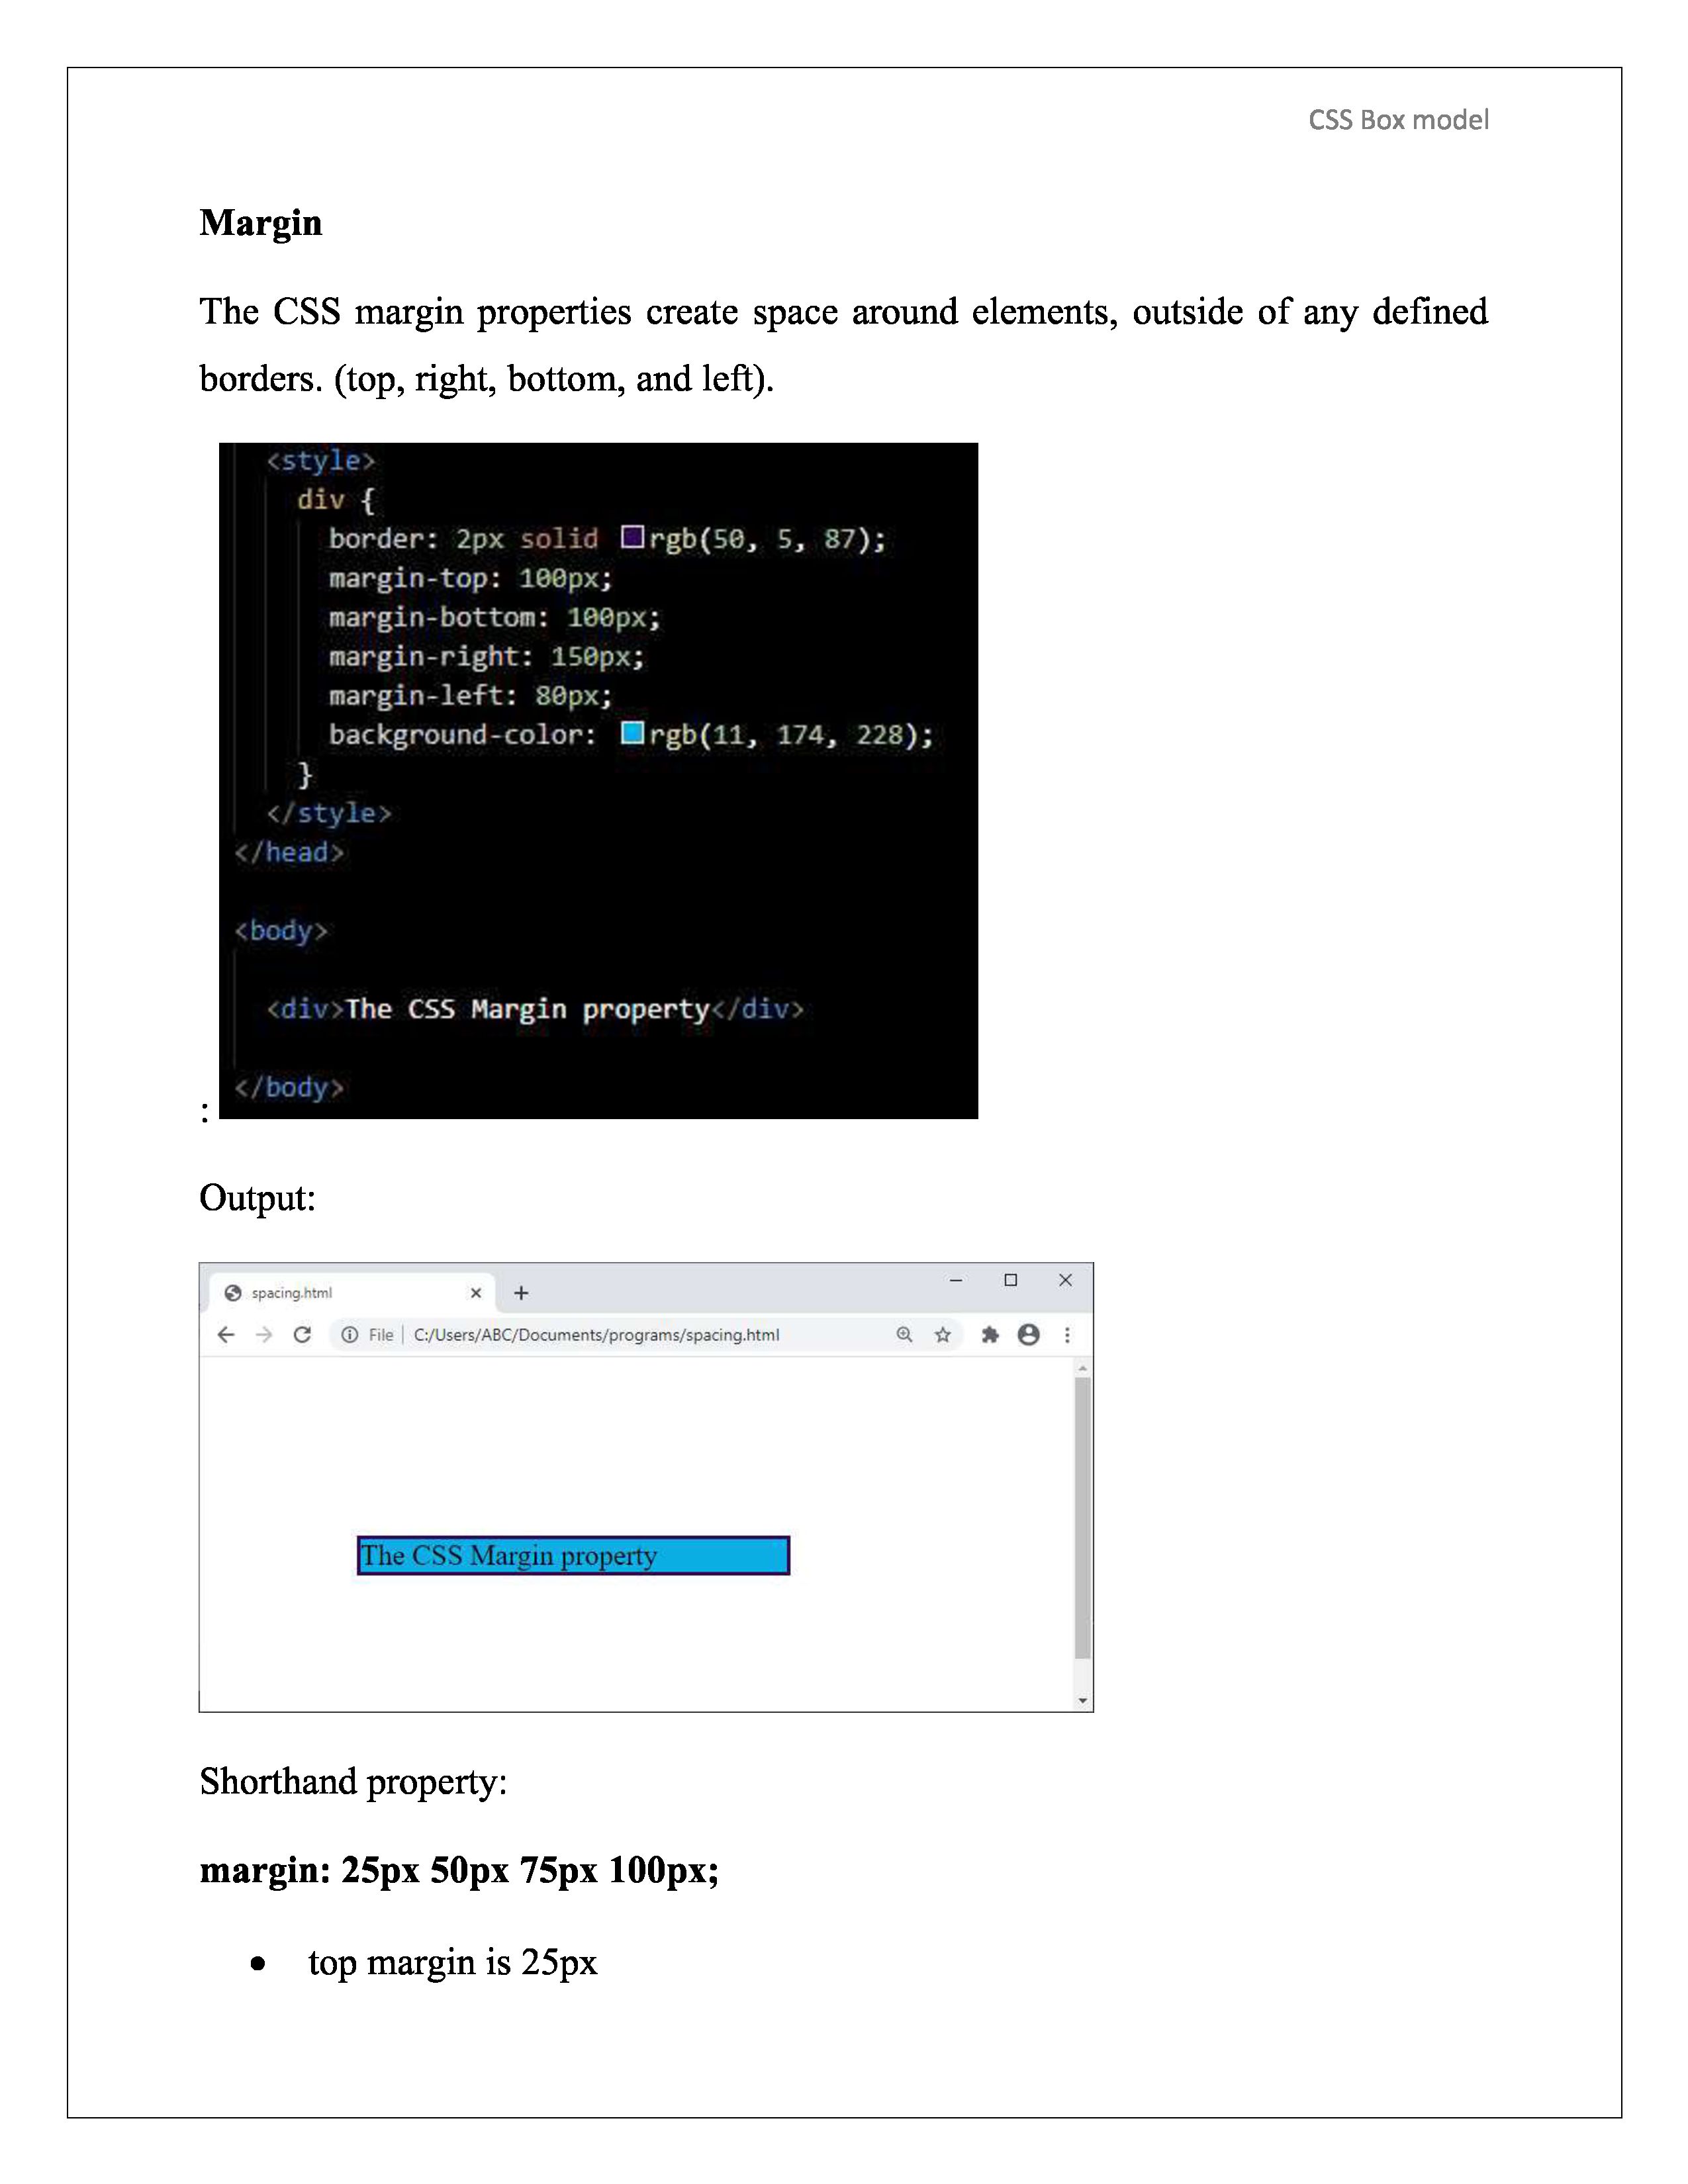 CSS Box model
Margin
The CSS margin properties create space around elements, outside of any defined
borders. (top, right, bottom, and left).
<style>
div {
border: 2px solid rgb(50, 5, 87);
margin-top: 100px;
margin-bottom: 100px;
margin-right: 150px;
margin-left: 80px;
background-color: rgb(11, 174, 228);
}
</style>
</head>
<body>
<div>The CSS Margin property</div>
</body>
:
Output:
spacing.html
File | C:/Users/ABC/Documents/programs/spacing.html
The CSS Margin property
Shorthand property:
margin: 25px 50px 75px 100px;
• top margin is 25px